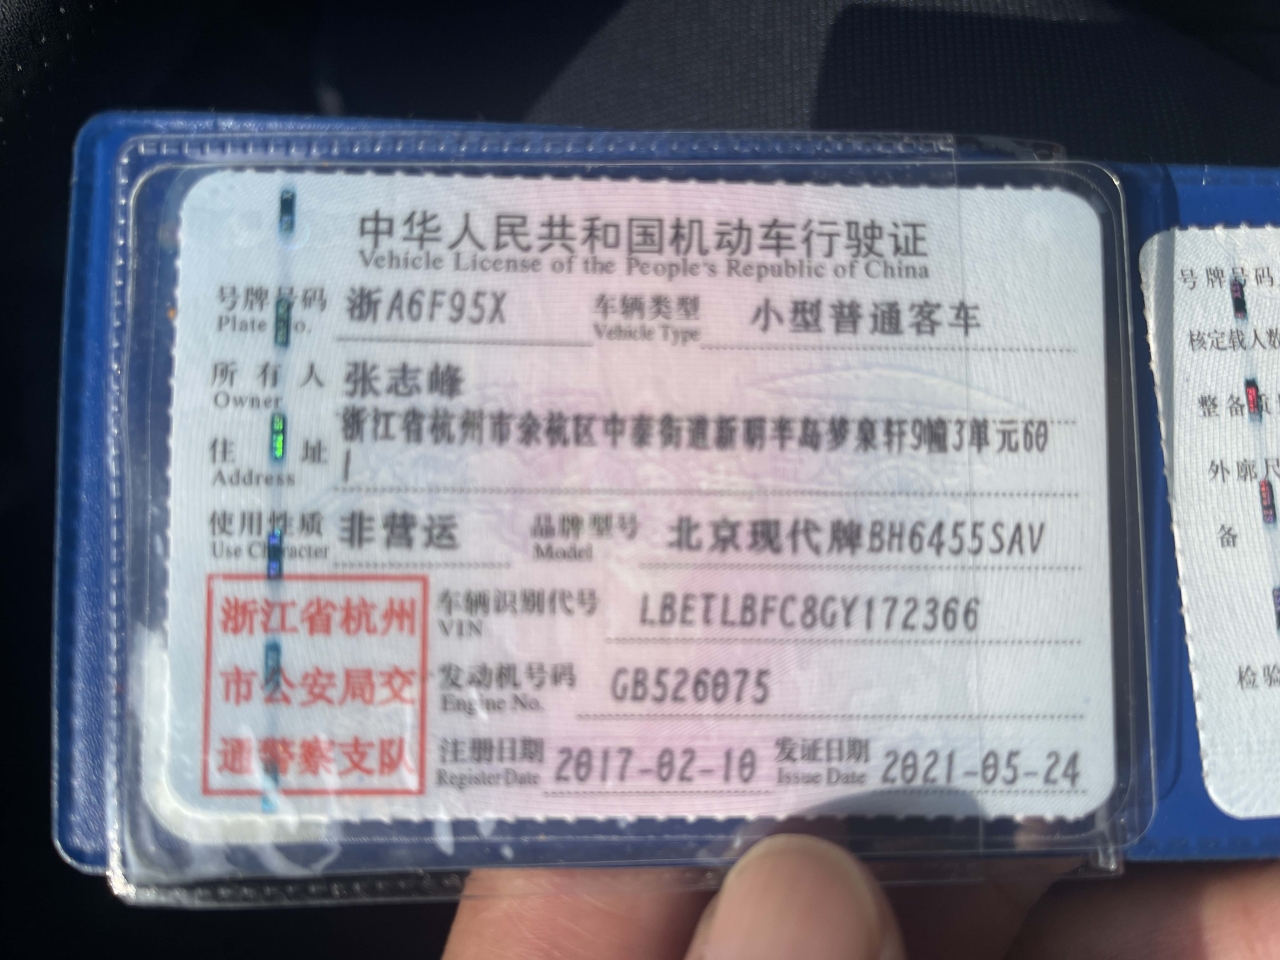 中华人民共和国机动车行驶证
Vehicle License of the People's Republic of China
号牌号码 浙A6F95X 车辆类型 小型普通客车
Plate No. Vehicle Type
所有人 张志峰
Owner
浙江省杭州市余杭区中泰街道新明半岛梦泉轩9幢3单元60
住址 1
Address
使用性质 非营运 品牌型号 北京现代牌BH6455SAV
Use Character Model
浙江省杭州
市公安局交
通警察支队
车辆识别代号 LBETLBFC8GY172366
VIN
发动机号码 GB526075
Engine No.
注册日期 2017-02-10 发证日期 2021-05-24
Register Date Issue Date
号牌号码
核定载人数
整备
外廓尺
备
检验